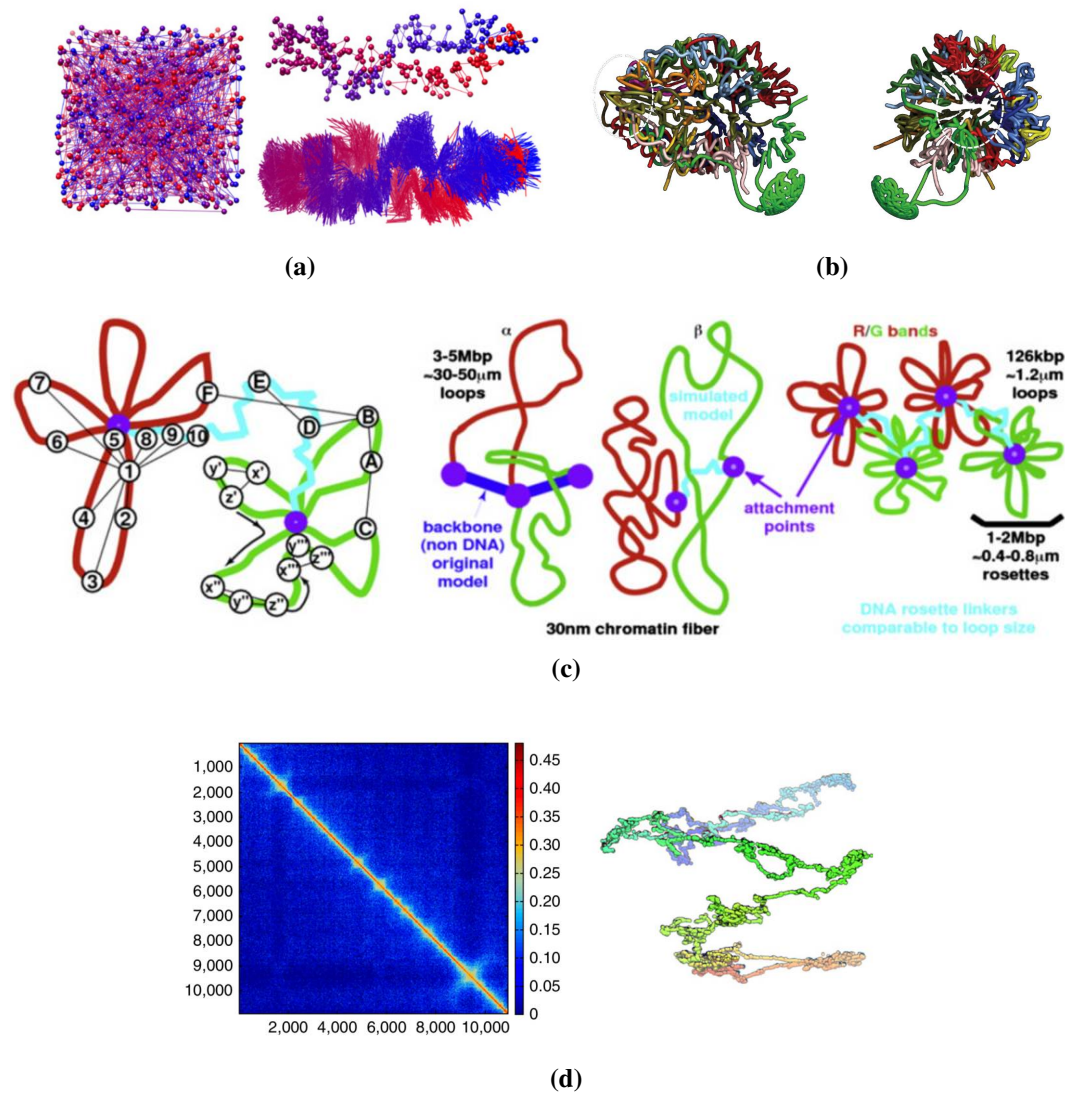 (a)
(b)
7
6
5
8
9
10
1
4
2
3
F
E
D
B
A
C
y'
x'
z'
y'''
x'''
z'''
x''
y''
z''
α
3-5Mbp
~30-50μm
loops
backbone
(non DNA)
original
model
β
simulated
model
30nm chromatin fiber
R/G bands
126kbp
~1.2μm
loops
attachment
points
1-2Mbp
~0.4-0.8μm
rosettes
DNA rosette linkers
comparable to loop size
(c)
1,000
2,000
3,000
4,000
5,000
6,000
7,000
8,000
9,000
10,000
2,000 4,000 6,000 8,000 10,000
0.45
0.40
0.35
0.30
0.25
0.20
0.15
0.10
0.05
0
(d)